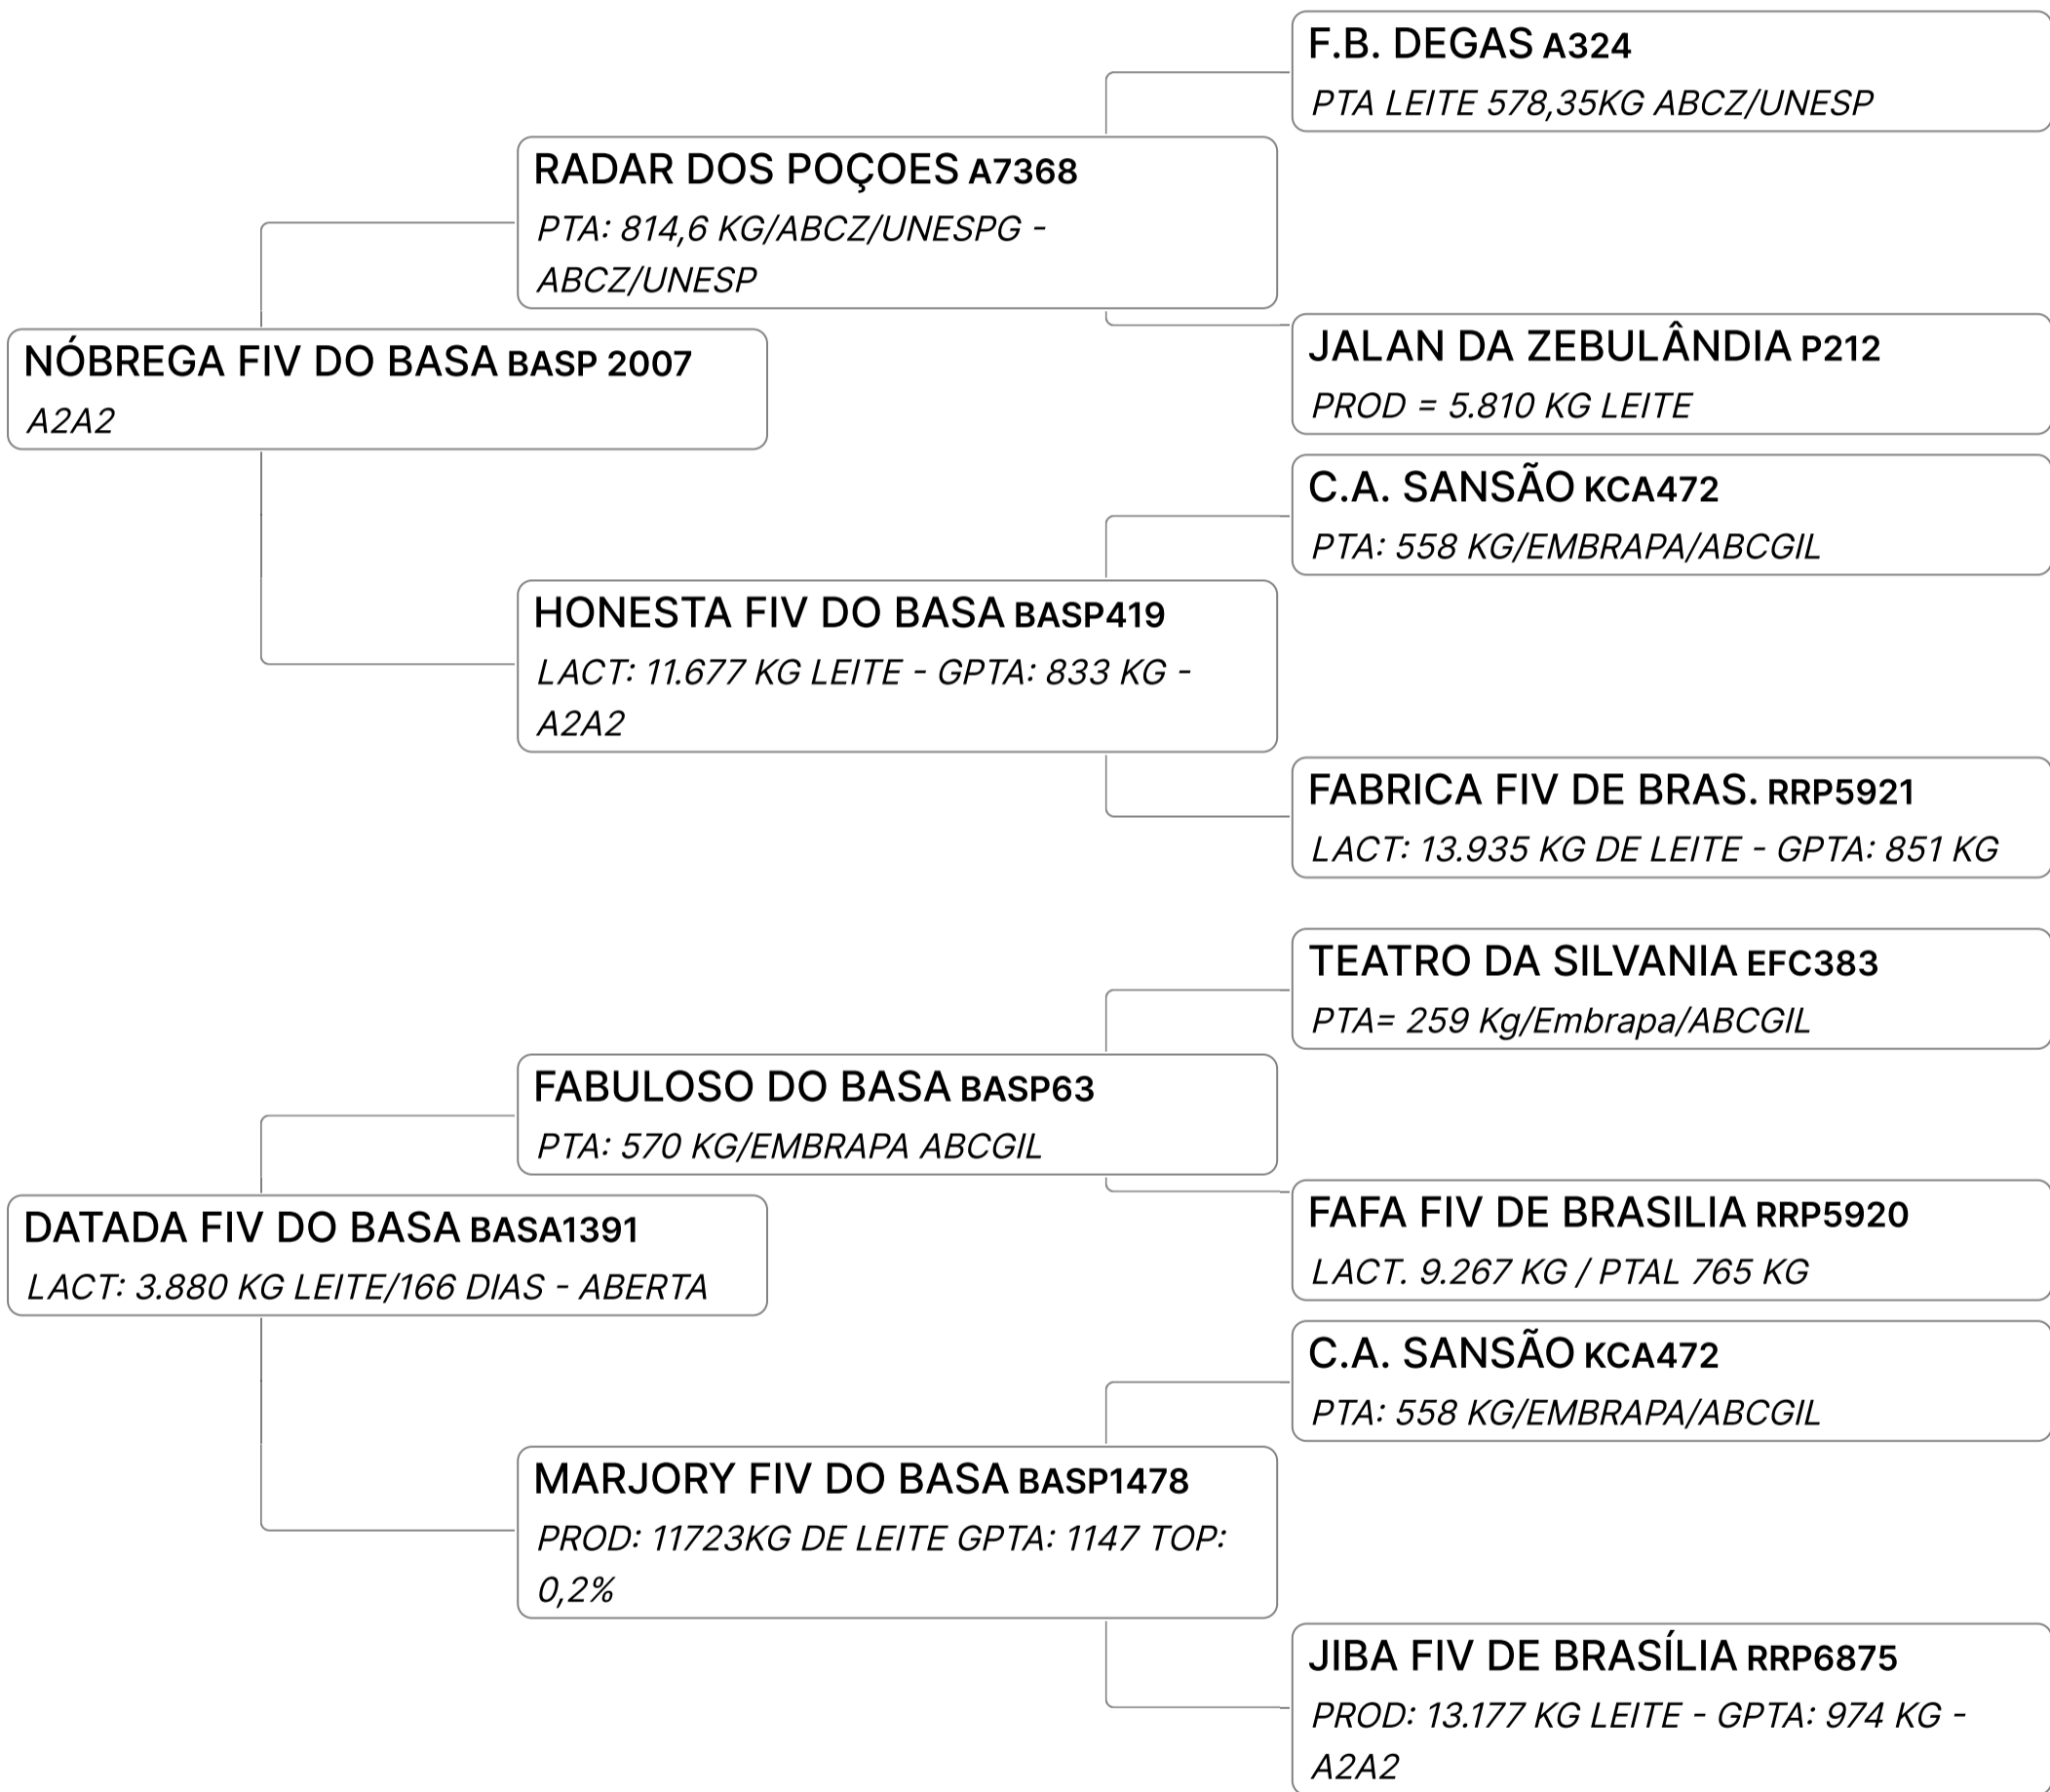 F.B. DEGAS A324
PTA LEITE 578,35KG ABCZ/UNESP
RADAR DOS POÇOES A7368
PTA: 814,6 KG/ABCZ/UNESPG -
ABCZ/UNESP
JALAN DA ZEBULÂNDIA P212
PROD = 5.810 KG LEITE
NÓBREGA FIV DO BASA BASP 2007
A2A2
C.A. SANSÃO KCA472
PTA: 558 KG/EMBRAPA/ABCGIL
HONESTA FIV DO BASA BASP419
LACT: 11.677 KG LEITE - GPTA: 833 KG -
A2A2
FABRICA FIV DE BRAS. RRP5921
LACT: 13.935 KG DE LEITE - GPTA: 851 KG
TEATRO DA SILVANIA EFC383
PTA= 259 Kg/Embrapa/ABCGIL
FABULOSO DO BASA BASP63
PTA: 570 KG/EMBRAPA ABCGIL
FAFA FIV DE BRASILIA RRP5920
LACT. 9.267 KG / PTAL 765 KG
DATADA FIV DO BASA BASA1391
LACT: 3.880 KG LEITE/166 DIAS - ABERTA
C.A. SANSÃO KCA472
PTA: 558 KG/EMBRAPA/ABCGIL
MARJORY FIV DO BASA BASP1478
PROD: 11723KG DE LEITE GPTA: 1147 TOP:
0,2%
JIBA FIV DE BRASÍLIA RRP6875
PROD: 13.177 KG LEITE - GPTA: 974 KG -
A2A2